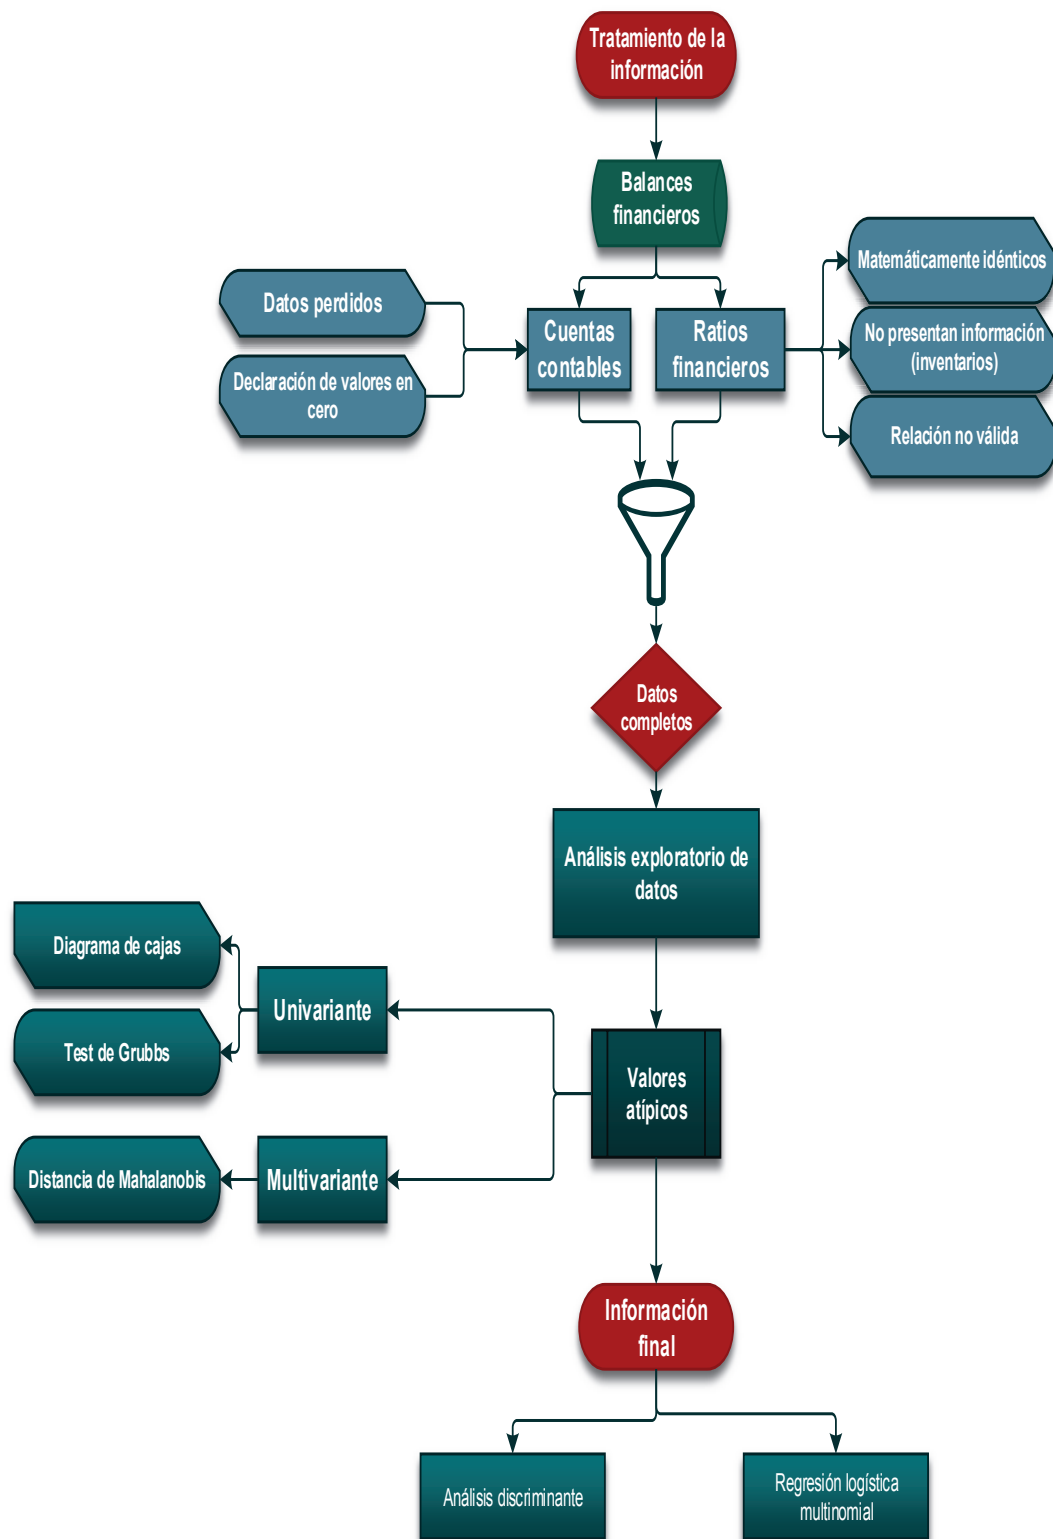 Tratamiento de la
información
Balances
financieros
Matemáticamente idénticos
Datos perdidos
Cuentas
contables
Ratios
financieros
No presentan información
(inventarios)
Declaración de valores en
cero
Relación no válida
Datos
completos
Análisis exploratorio de
datos
Diagrama de cajas
Univariante
Test de Grubbs
Valores
atípicos
Distancia de Mahalanobis
Multivariante
Información
final
Análisis discriminante
Regresión logística
multinomial